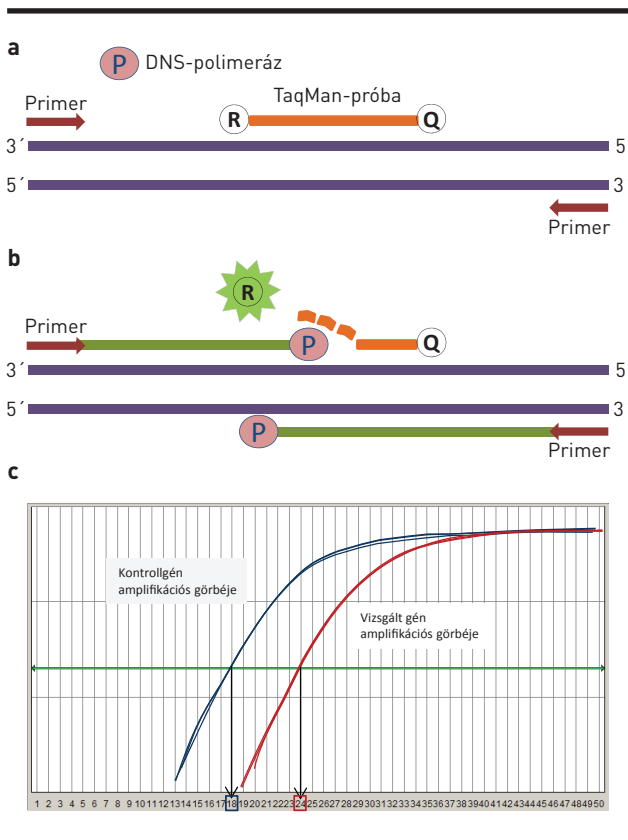 a
P DNS-polimeráz
Primer
TaqMan-próba
R Q
3´ 5
5´ 3
Primer
b
R
Primer
P Q
3´ 5
5´ 3
P
Primer
c
Kontrollgén
amplifikációs görbéje
Vizsgált gén
amplifikációs görbéje
1 2 3 4 5 6 7 8 9 10 11 12 13 14 15 16 17 18 19 20 21 22 23 24 25 26 27 28 29 30 31 32 33 34 35 36 37 38 39 40 41 42 43 44 45 46 47 48 49 50